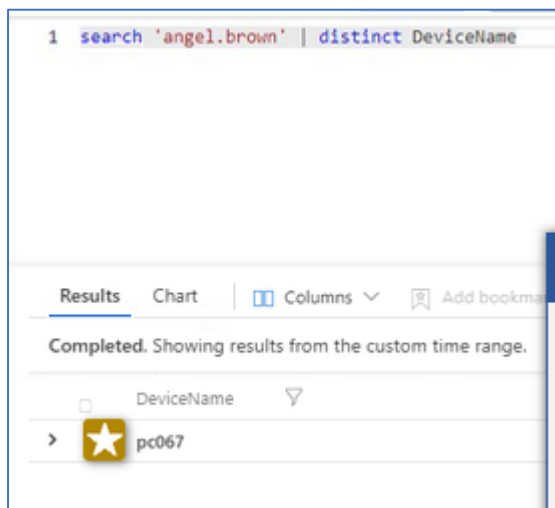 1 search 'angel.brown' | distinct DeviceName
Results Chart Columns Add bookma
Completed. Showing results from the custom time range.
DeviceName
pc067